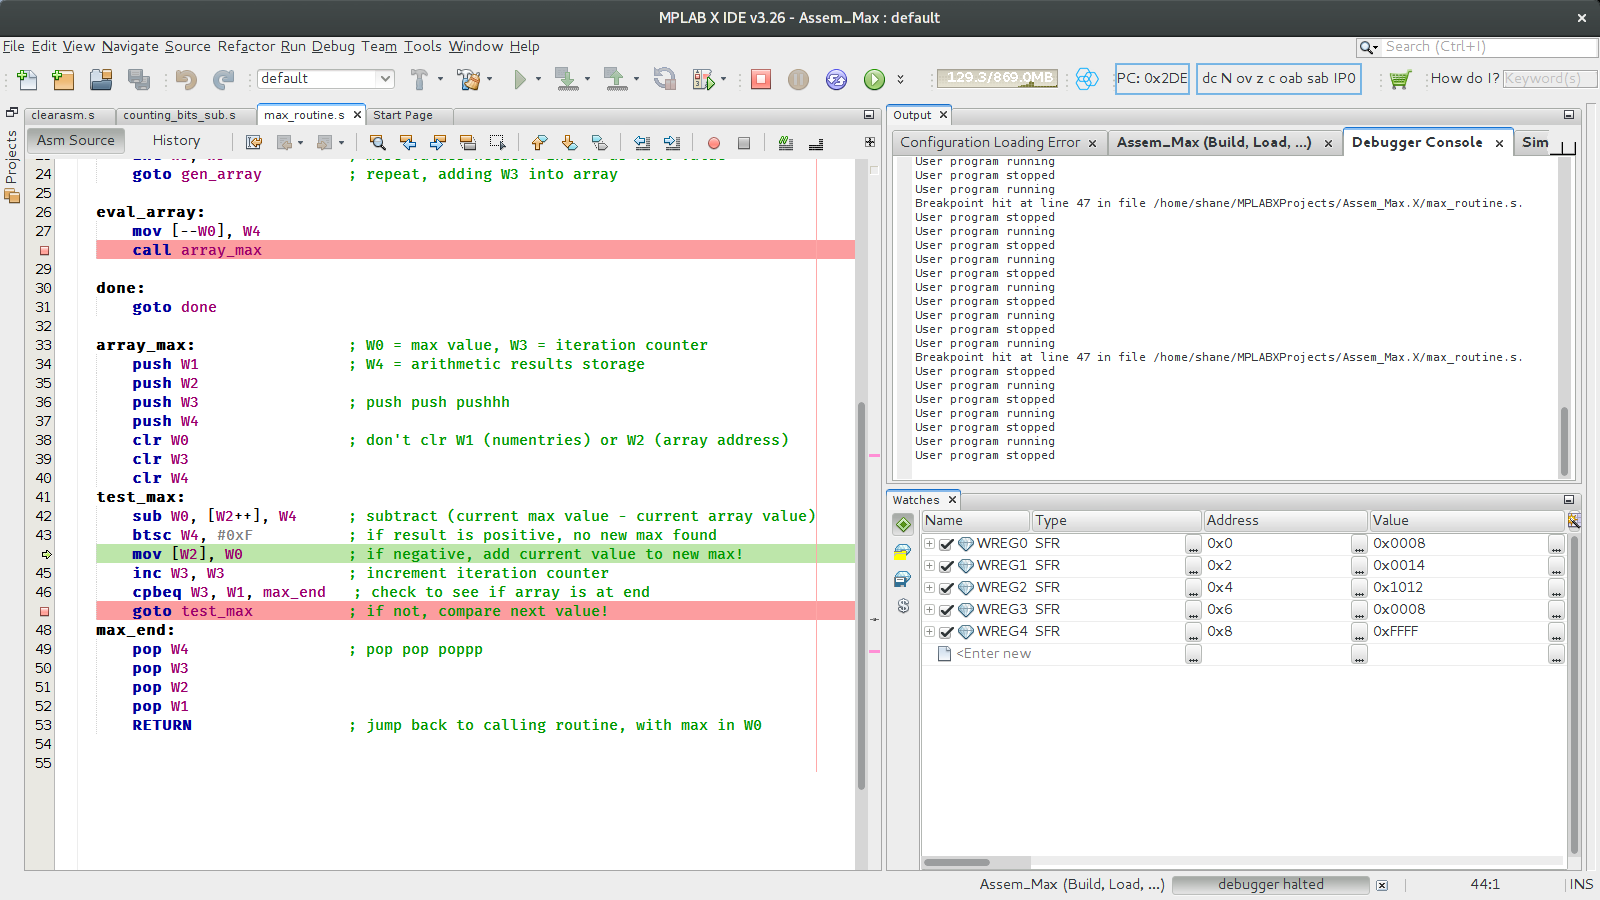 MPLAB X IDE v3.26 - Assem_Max : default
File Edit View Navigate Source Refactor Run Debug Team Tools Window Help
Search (Ctrl+I)
default
129.3/869.0MB
PC: 0x2DE
dc N ov z c oab sab IP0
How do I?
Keyword(s)
Projects
clearasm.s
counting_bits_sub.s
max_routine.s
Start Page
Asm Source
History
24 goto gen_array ; repeat, adding W3 into array
25
26 eval_array:
27 mov [--W0], W4
call array_max
29
30 done:
31 goto done
32
33 array_max: ; W0 = max value, W3 = iteration counter
34 push W1 ; W4 = arithmetic results storage
35 push W2
36 push W3 ; push push pushhh
37 push W4
38 clr W0 ; don't clr W1 (numentries) or W2 (array address)
39 clr W3
40 clr W4
41 test_max:
42 sub W0, [W2++], W4 ; subtract (current max value - current array value)
43 btsc W4, #0xF ; if result is positive, no new max found
mov [W2], W0 ; if negative, add current value to new max!
45 inc W3, W3 ; increment iteration counter
46 cpbeq W3, W1, max_end ; check to see if array is at end
goto test_max ; if not, compare next value!
48 max_end:
49 pop W4 ; pop pop poppp
50 pop W3
51 pop W2
52 pop W1
53 RETURN ; jump back to calling routine, with max in W0
54
55
Output
Configuration Loading Error
Assem_Max (Build, Load, ...)
Debugger Console
Sim
User program running
User program stopped
User program running
Breakpoint hit at line 47 in file /home/shane/MPLABXProjects/Assem_Max.X/max_routine.s.
User program stopped
User program running
User program stopped
User program running
User program stopped
User program running
User program stopped
User program running
User program stopped
User program running
Breakpoint hit at line 47 in file /home/shane/MPLABXProjects/Assem_Max.X/max_routine.s.
User program stopped
User program running
User program stopped
User program running
User program stopped
User program running
User program stopped
Watches
Name Type Address Value
WREG0 SFR ... 0x0 ... 0x0008 ...
WREG1 SFR ... 0x2 ... 0x0014 ...
WREG2 SFR ... 0x4 ... 0x1012 ...
WREG3 SFR ... 0x6 ... 0x0008 ...
WREG4 SFR ... 0x8 ... 0xFFFF ...
<Enter new ... ... ...
Assem_Max (Build, Load, ...)
debugger halted
44:1
INS